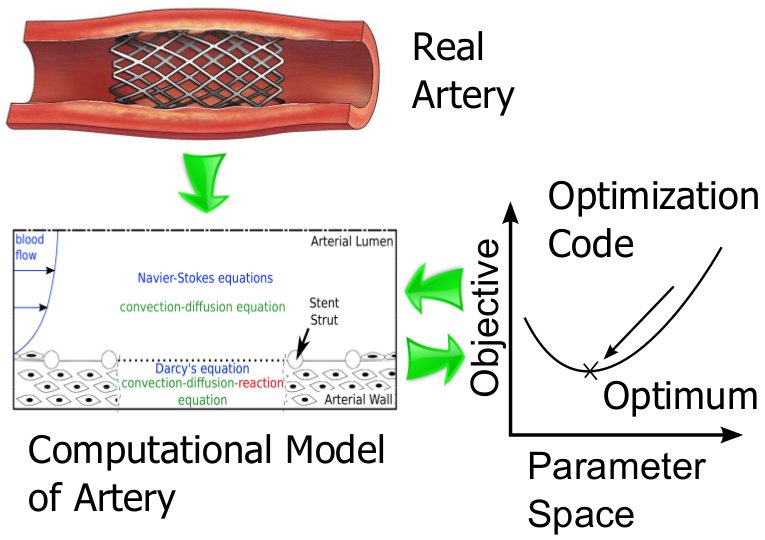 Real
Artery
blood
flow
Arterial Lumen
Navier-Stokes equations
convection-diffusion equation
Stent
Strut
Darcy's equation
convection-diffusion-reaction
equation
Arterial Wall
Computational Model
of Artery
Optimization
Code
Objective
Optimum
Parameter
Space